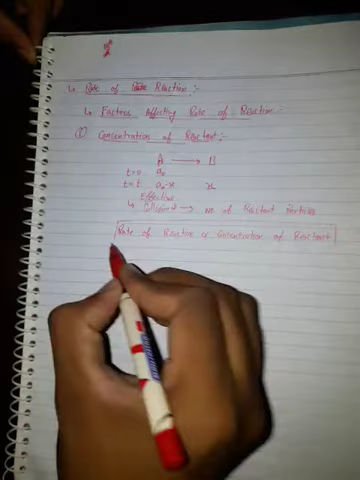 ↳ Rate of Reaction :-
↳ Factors Affecting Rate of Reaction :
① Concentration of Reactant :-
A → B
t=0 a₀
t=t a₀-x x
Effective
↳ Collision → no of Reactant Particles
Rate of Reaction ∝ Concentration of Reactant